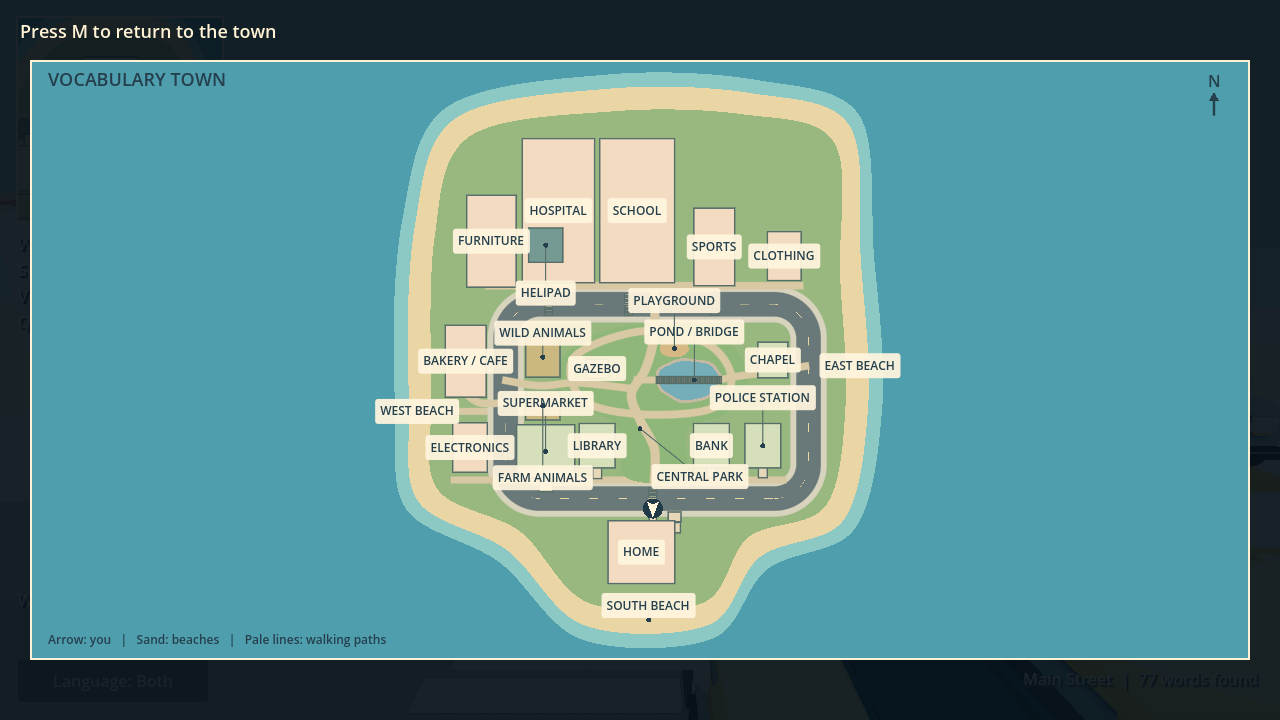 Press M to return to the town
VOCABULARY TOWN
N
HOSPITAL
SCHOOL
FURNITURE
SPORTS
CLOTHING
HELIPAD
PLAYGROUND
WILD ANIMALS
POND / BRIDGE
BAKERY / CAFE
GAZEBO
CHAPEL
EAST BEACH
WEST BEACH
SUPERMARKET
POLICE STATION
ELECTRONICS
LIBRARY
BANK
FARM ANIMALS
CENTRAL PARK
HOME
SOUTH BEACH
Arrow: you | Sand: beaches | Pale lines: walking paths
Language: Both
Main Street | 77 words found